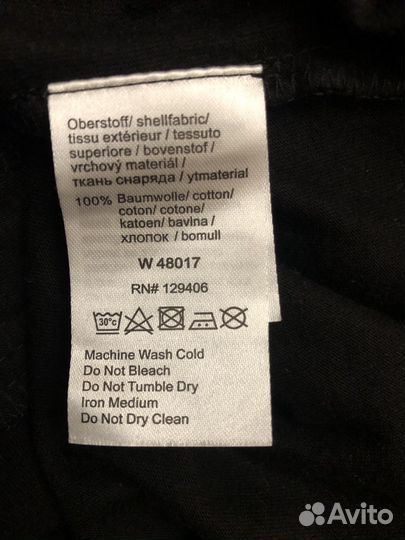 Oberstoff/ shellfabric/
tissu extérieur / tessuto
superiore / bovenstof /
vrchový materiál /
ткань снаряда / ytmaterial
100% Baumwolle/ cotton/
coton/ cotone/
katoen/ bavina /
хлопок / bomull
W 48017
RN# 129406
30°c
Machine Wash Cold
Do Not Bleach
Do Not Tumble Dry
Iron Medium
Do Not Dry Clean
Avito